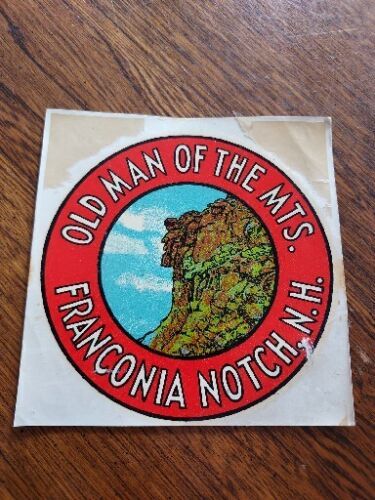 OLD MAN OF THE MTS.
FRANCONIA NOTCH, N.H.